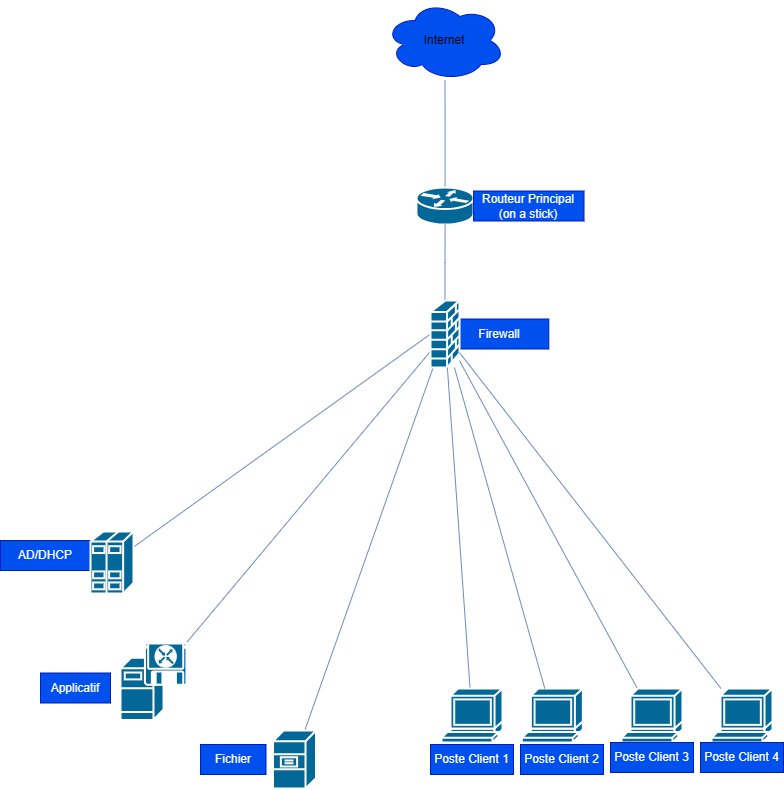 Internet
Routeur Principal
(on a stick)
Firewall
AD/DHCP
Applicatif
Fichier
Poste Client 1
Poste Client 2
Poste Client 3
Poste Client 4